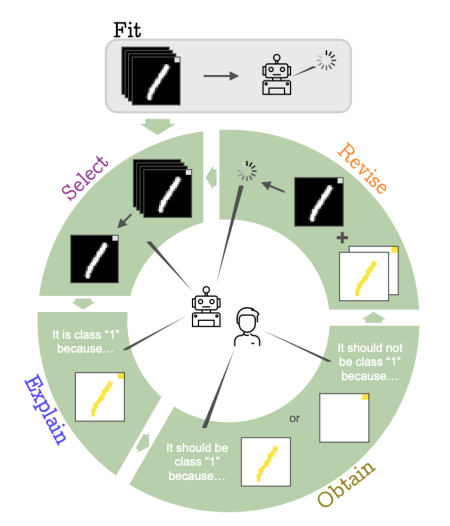 Fit
Select
Revise
It is class “1”
because...
Explain
It should not
be class “1”
because...
or
It should be
class “1”
because...
Obtain